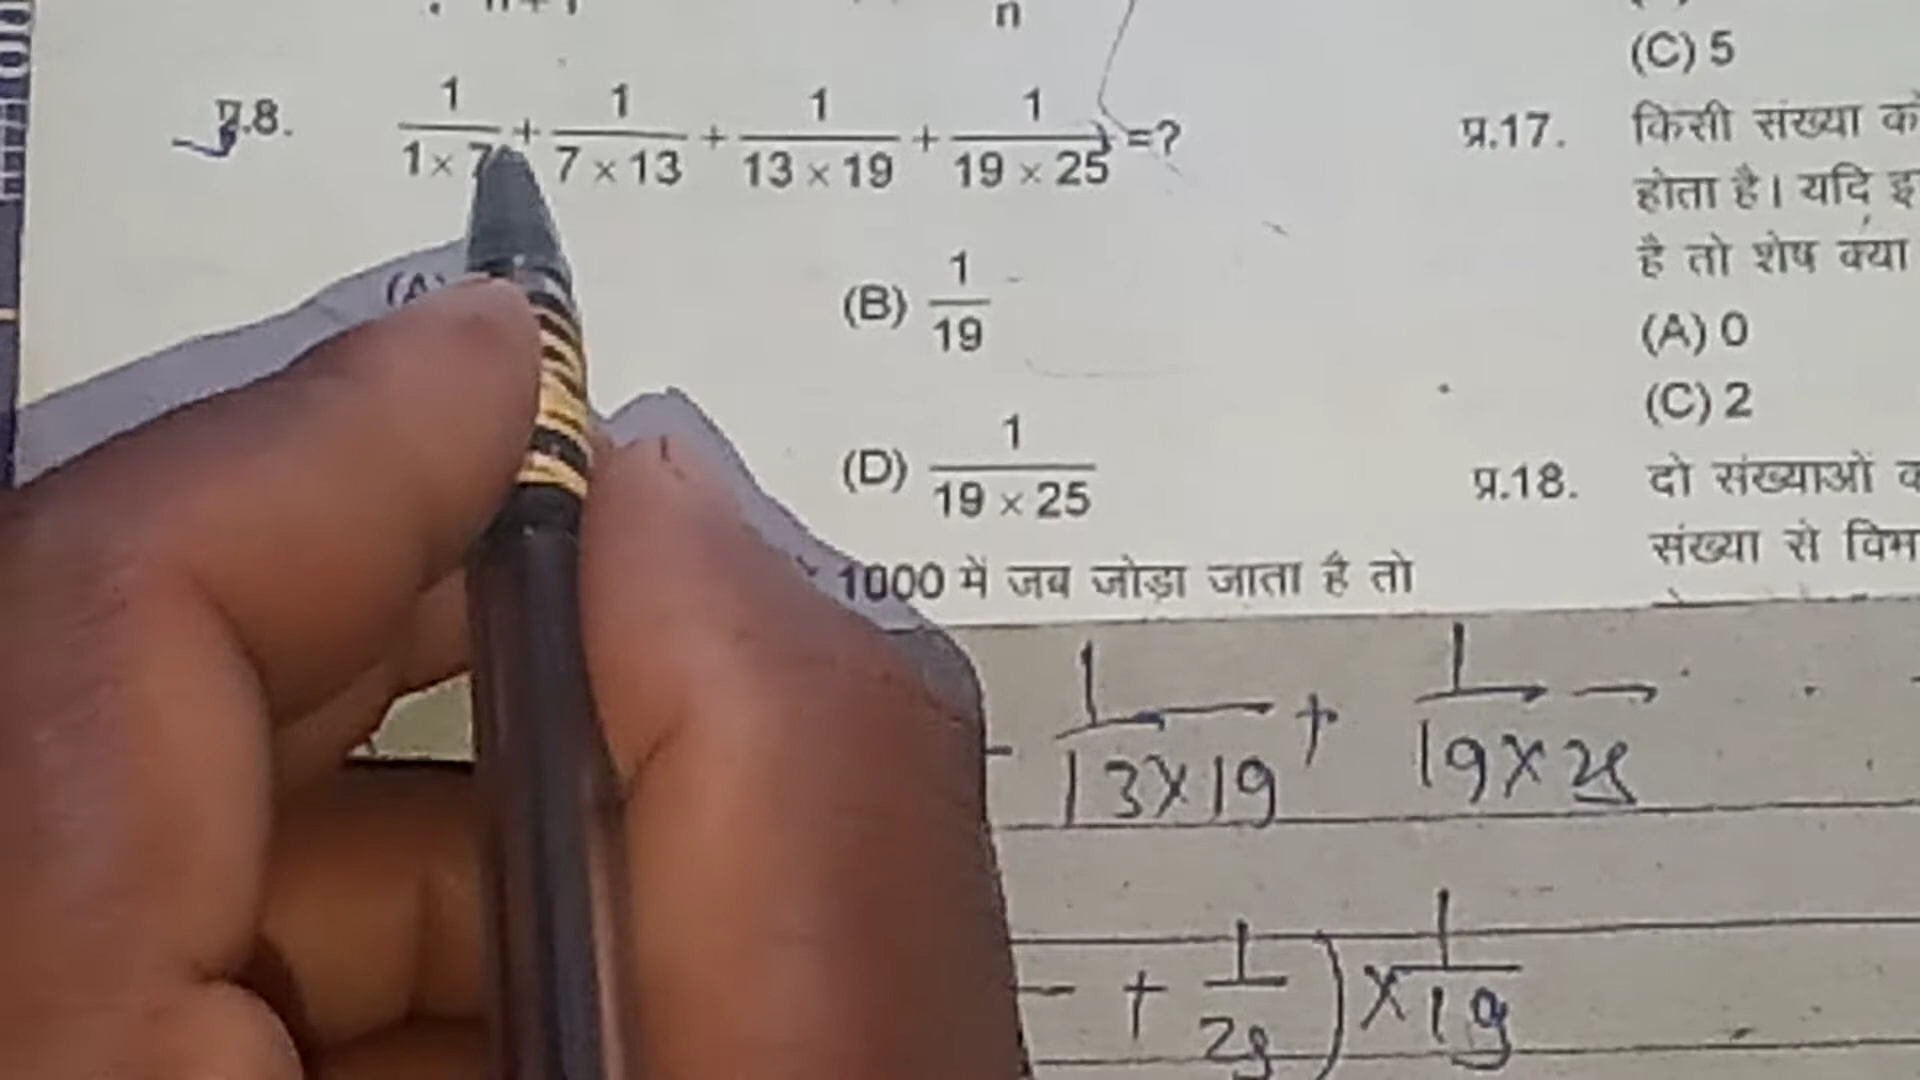 n
प्र.8. 1/1×7 + 1/7×13 + 1/13×19 + 1/19×25 =?
(A)
(B) 1/19
(D) 1/19×25
1000 में जब जोड़ा जाता है तो
(C) 5
प्र.17. किसी संख्या को
होता है। यदि
है तो शेष क्या
(A) 0
(C) 2
प्र.18. दो संख्याओं
संख्या से
1/13×19 + 1/19×25
+ 1/ ) × 1/19